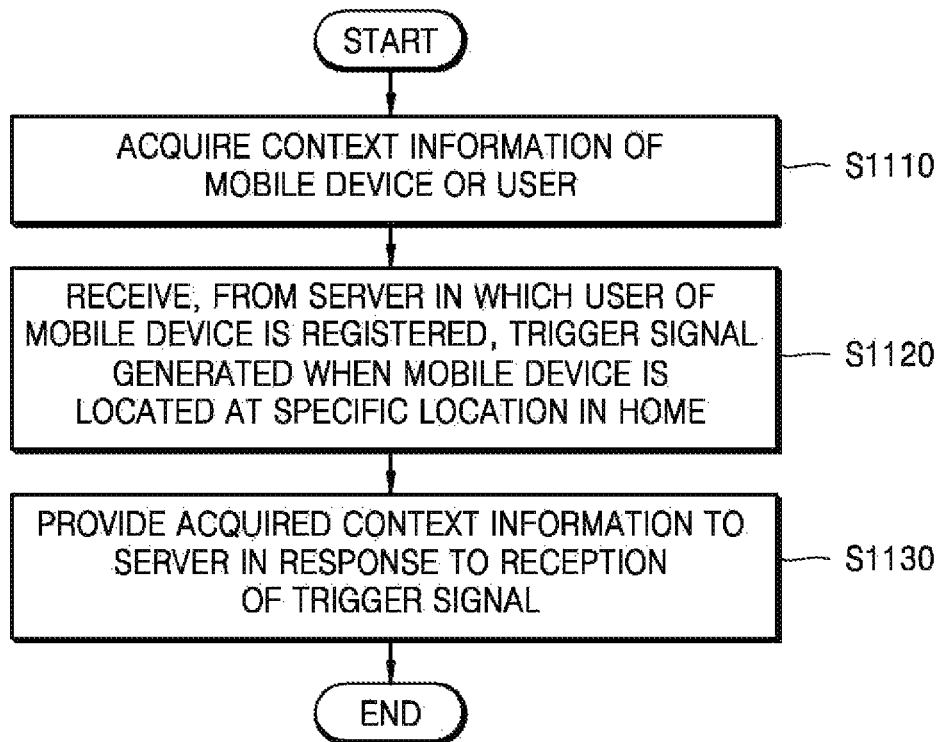 START
ACQUIRE CONTEXT INFORMATION OF
MOBILE DEVICE OR USER
S1110
RECEIVE, FROM SERVER IN WHICH USER OF
MOBILE DEVICE IS REGISTERED, TRIGGER SIGNAL
GENERATED WHEN MOBILE DEVICE IS
LOCATED AT SPECIFIC LOCATION IN HOME
S1120
PROVIDE ACQUIRED CONTEXT INFORMATION TO
SERVER IN RESPONSE TO RECEPTION
OF TRIGGER SIGNAL
S1130
END